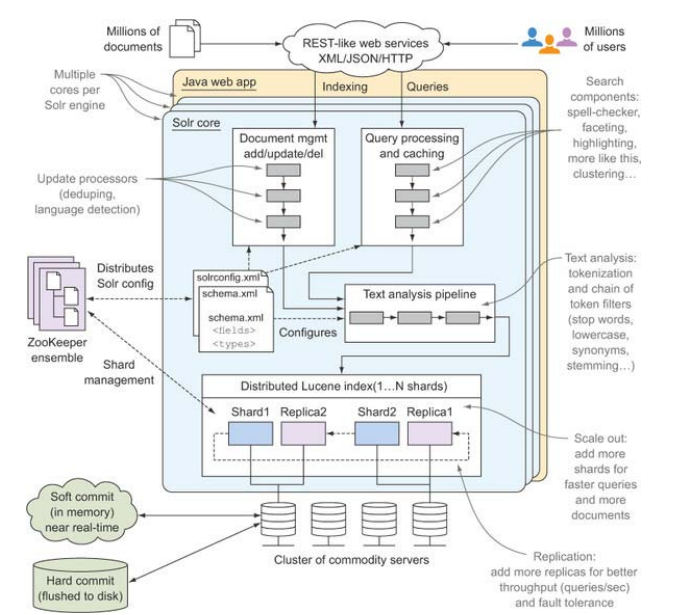 Millions of
documents
REST-like web services
XML/JSON/HTTP
Millions
of users
Multiple
cores per
Solr engine
Java web app
Indexing
Queries
Solr core
Search
components:
spell-checker,
faceting,
highlighting,
more like this,
clustering…
Document mgmt
add/update/del
Query processing
and caching
Update processors
(deduping,
language detection)
Distributes
Solr config
ZooKeeper
ensemble
solrconfig.xml
schema.xml
schema.xml
<fields>
<types>
Configures
Text analysis pipeline
Text analysis:
tokenization
and chain of
token filters
(stop words,
lowercase,
synonyms,
stemming…)
Shard
management
Distributed Lucene index(1…N shards)
Shard1
Replica2
Shard2
Replica1
Scale out:
add more
shards for
faster queries
and more
documents
Soft commit
(in memory)
near real-time
Cluster of commodity servers
Hard commit
(flushed to disk)
Replication:
add more replicas for better
throughput (queries/sec)
and fault tolerance